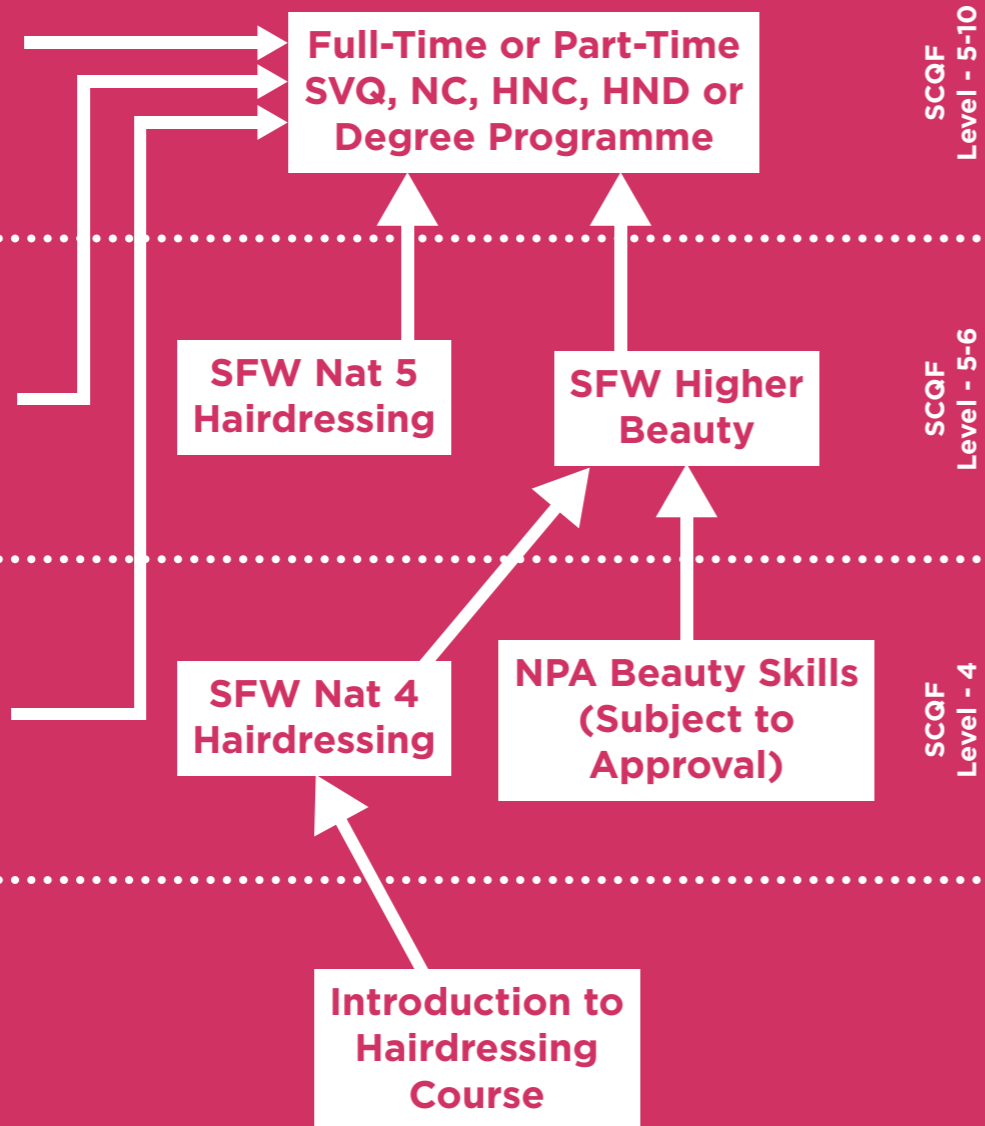 Full-Time or Part-Time
SVQ, NC, HNC, HND or
Degree Programme
SCQF
Level - 5-10
SFW Nat 5
Hairdressing
SFW Higher
Beauty
SCQF
Level - 5-6
SFW Nat 4
Hairdressing
NPA Beauty Skills
(Subject to
Approval)
SCQF
Level - 4
Introduction to
Hairdressing
Course